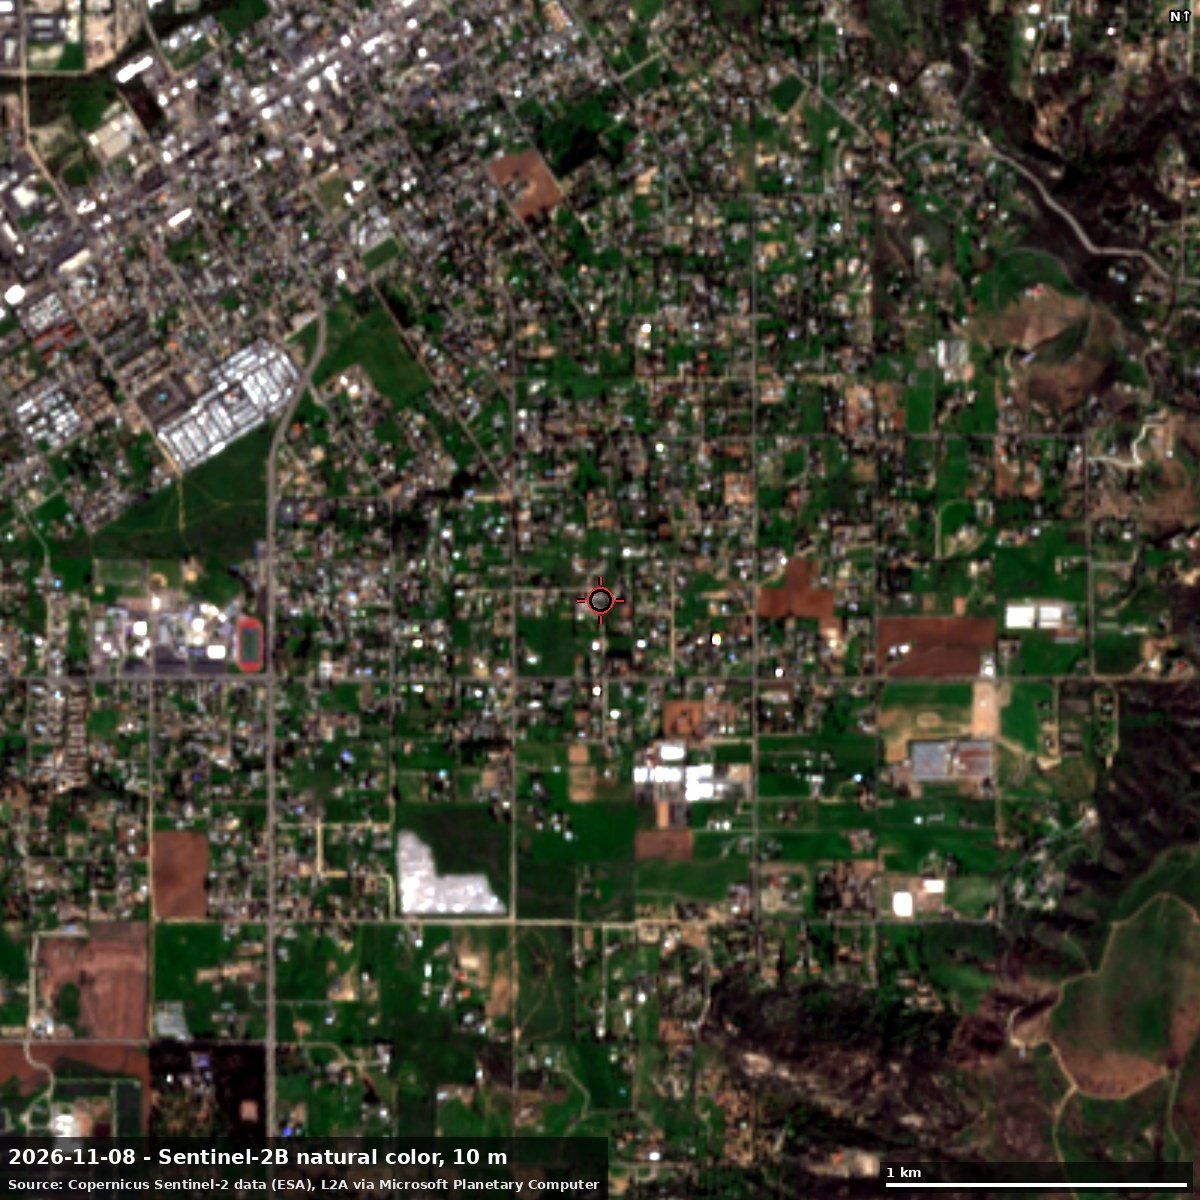 N↑
2026-11-08 - Sentinel-2B natural color, 10 m
Source: Copernicus Sentinel-2 data (ESA), L2A via Microsoft Planetary Computer
1 km